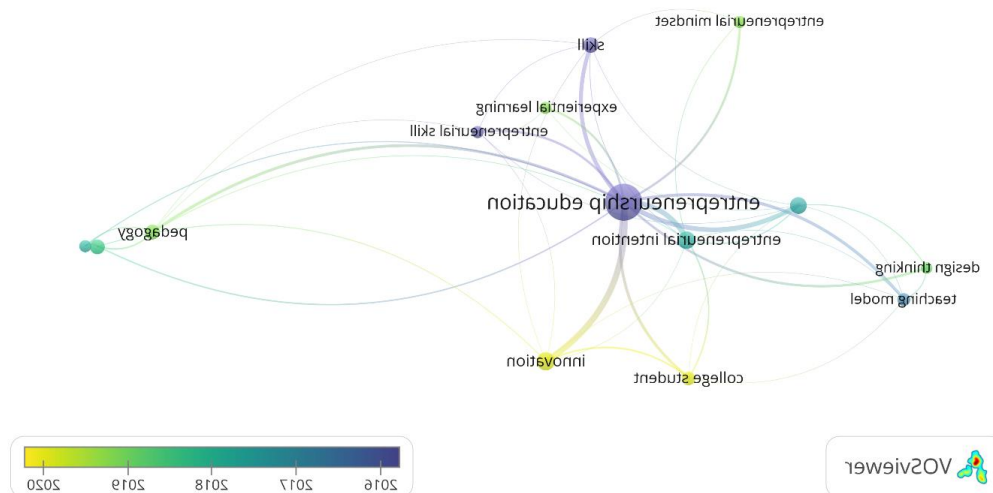 entrepreneurial mindset
skill
experiential learning
entrepreneurial skill
entrepreneurship education
pedagogy
entrepreneurial intention
design thinking
teaching model
innovation
college student
2020 2019 2018 2017 2016
VOSviewer